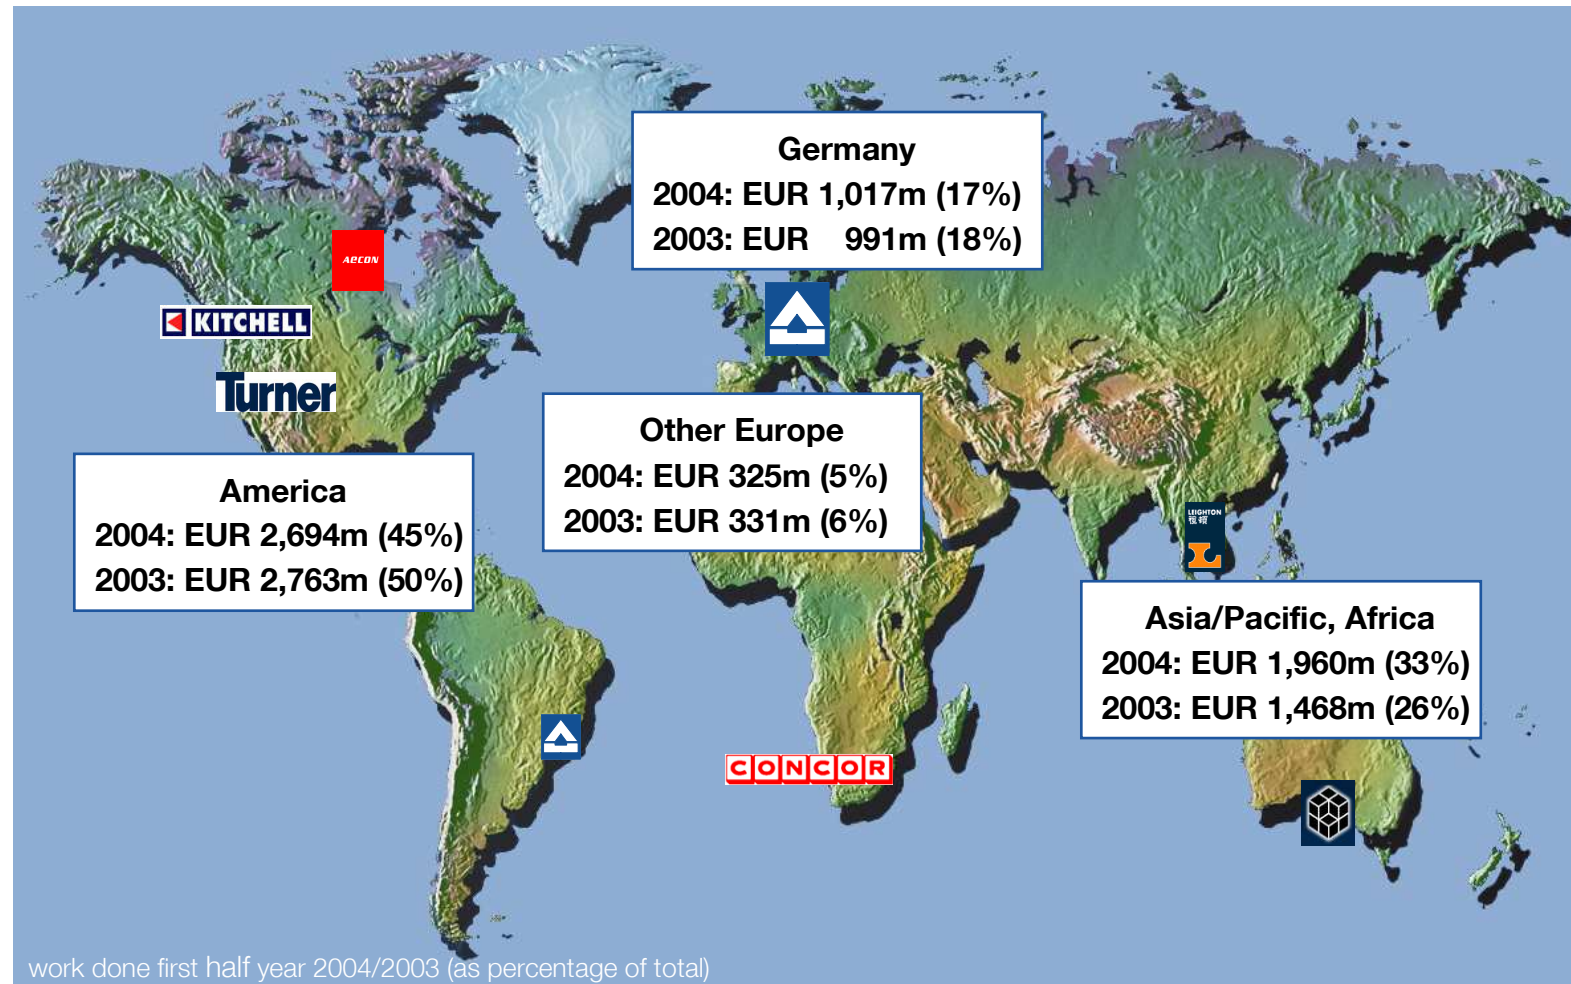 Germany
2004: EUR 1,017m (17%)
2003: EUR 991m (18%)
AECON
KITCHELL
Turner
Other Europe
2004: EUR 325m (5%)
2003: EUR 331m (6%)
America
2004: EUR 2,694m (45%)
2003: EUR 2,763m (50%)
LEIGHTON
Asia/Pacific, Africa
2004: EUR 1,960m (33%)
2003: EUR 1,468m (26%)
CONCOR
work done first half year 2004/2003 (as percentage of total)